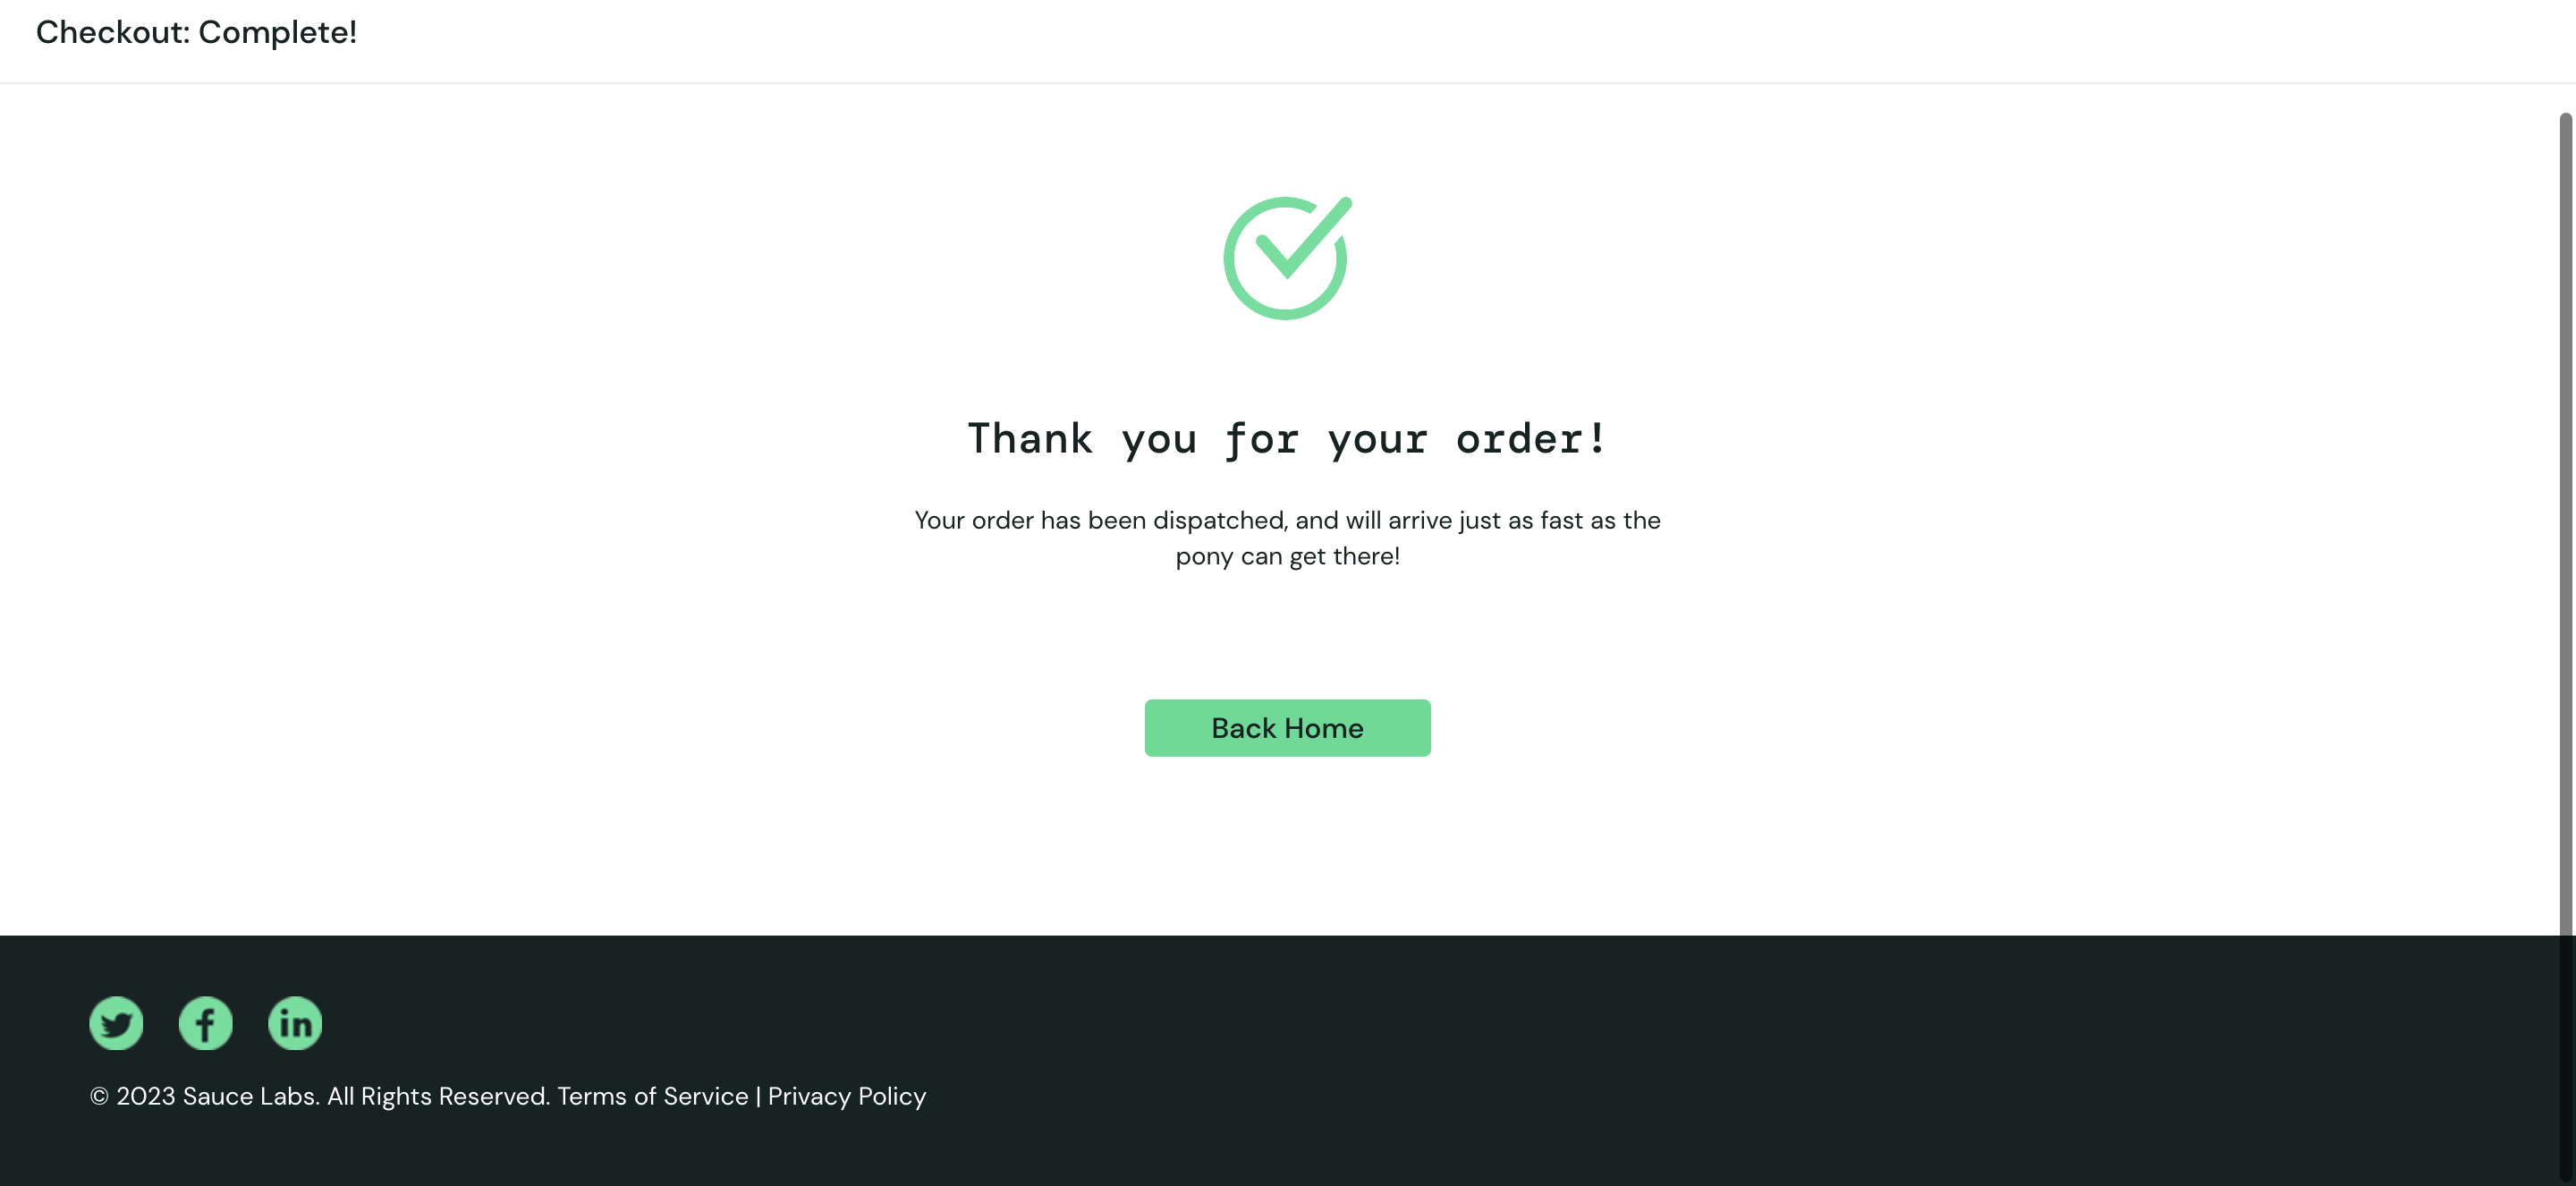 Checkout: Complete!
Thank you for your order!
Your order has been dispatched, and will arrive just as fast as the
pony can get there!
Back Home
© 2023 Sauce Labs. All Rights Reserved. Terms of Service | Privacy Policy